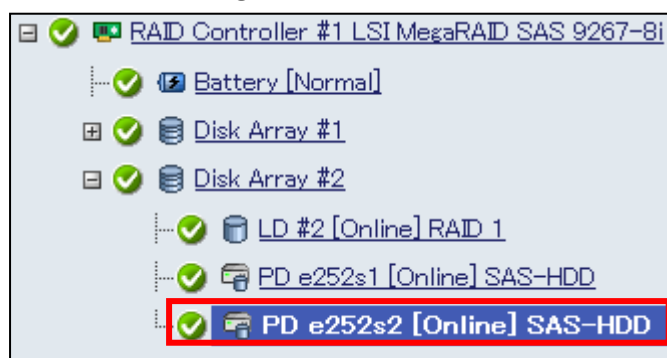 RAID Controller #1 LSI MegaRAID SAS 9267-8i
Battery [Normal]
Disk Array #1
Disk Array #2
LD #2 [Online] RAID 1
PD e252s1 [Online] SAS-HDD
PD e252s2 [Online] SAS-HDD